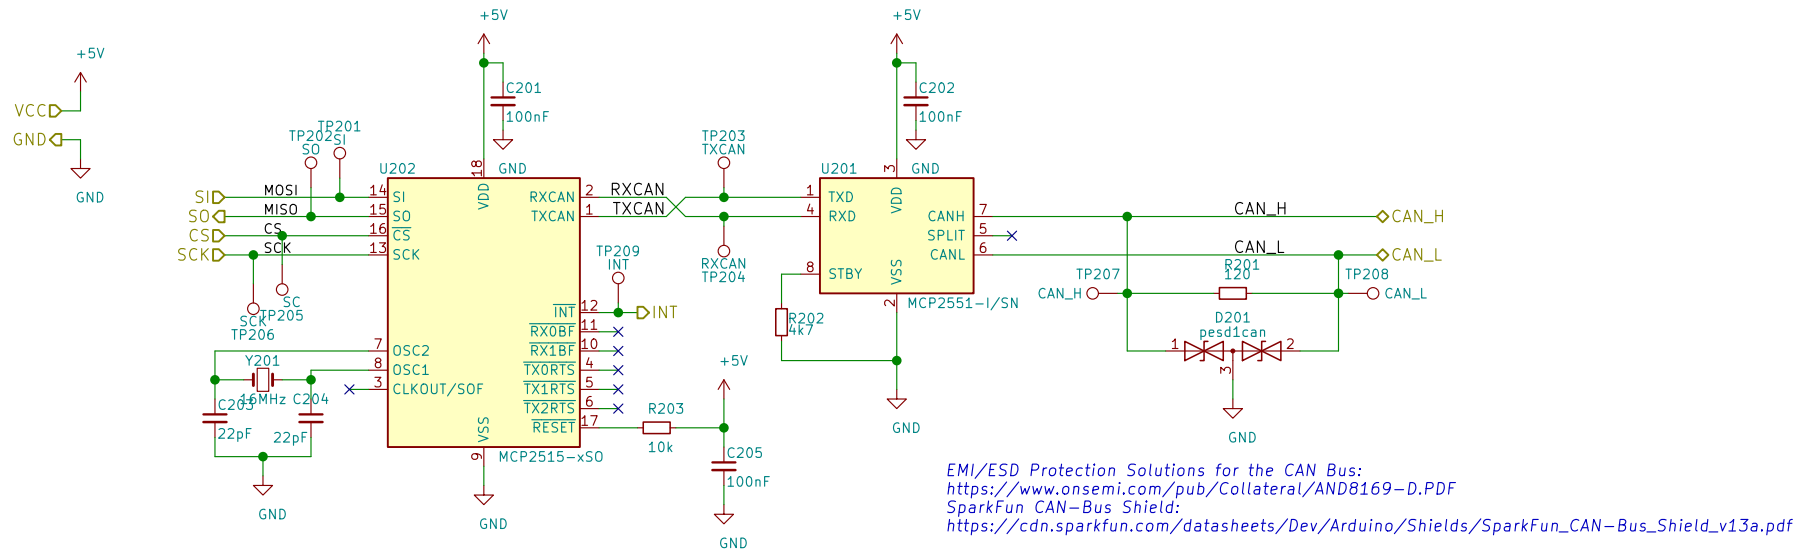 +5V
VCC
GND
GND
+5V
C201
100nF
GND
+5V
C202
100nF
GND
TP201
SI
TP202
SO
SI
SO
CS
SCK
MOSI
MISO
CS
SCK
SC
TP205
SCK
TP206
U202
14 SI
15 SO
16 CS
13 SCK
7 OSC2
8 OSC1
3 CLKOUT/SOF
18 VDD
VSS 9
RXCAN 2
TXCAN 1
INT 12
RX0BF 11
RX1BF 10
TX0RTS 4
TX1RTS 5
TX2RTS 6
RESET 17
MCP2515-xSO
GND
Y201
16MHz
C203
22pF
C204
22pF
GND
RXCAN
TXCAN
TP203
TXCAN
RXCAN
TP204
TP209
INT
INT
+5V
R203
10k
C205
100nF
GND
U201
1 TXD
4 RXD
8 STBY
3 VDD
VSS 2
CANH 7
SPLIT 5
CANL 6
MCP2551-I/SN
R202
4k7
GND
CAN_H
CAN_H
CAN_L
CAN_L
TP207
CAN_H
R201
120
TP208
CAN_L
D201
pesd1can
1
2
3
GND
EMI/ESD Protection Solutions for the CAN Bus:
https://www.onsemi.com/pub/Collateral/AND8169-D.PDF
SparkFun CAN-Bus Shield:
https://cdn.sparkfun.com/datasheets/Dev/Arduino/Shields/SparkFun_CAN-Bus_Shield_v13a.pdf